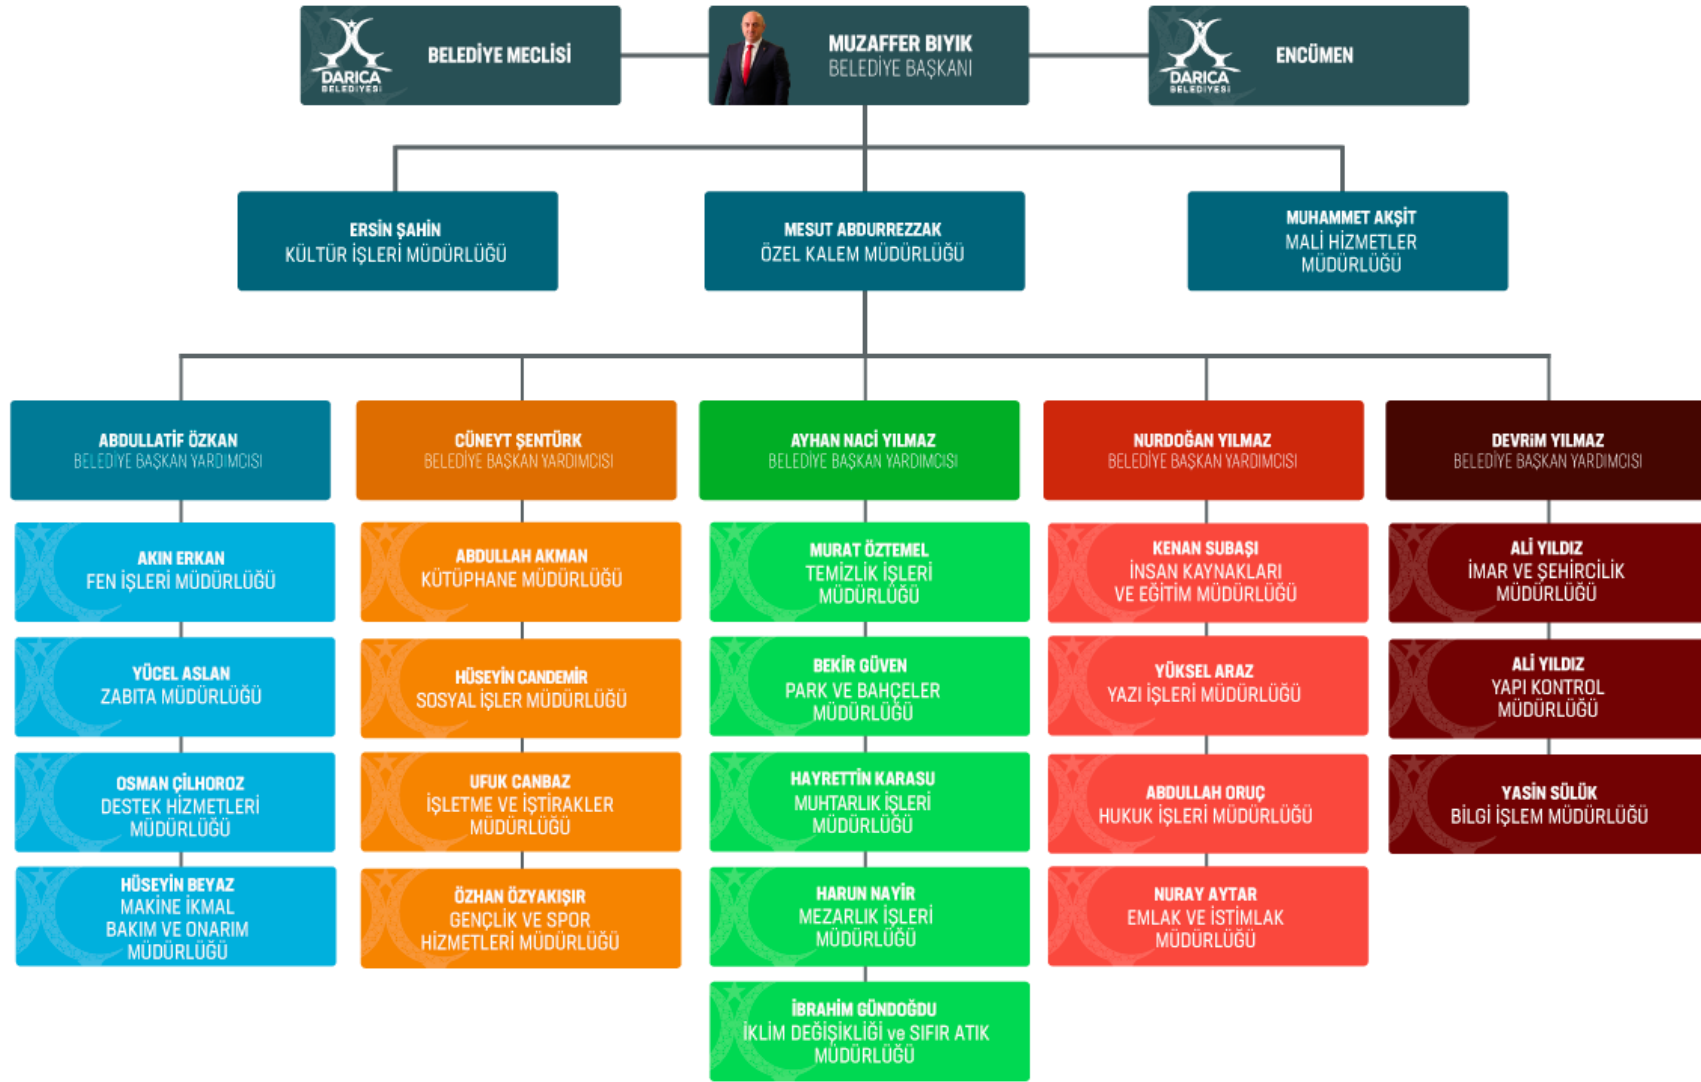 DARICA
BELEDİYESİ
BELEDİYE MECLİSİ
MUZAFFER BIYIK
BELEDİYE BAŞKANI
DARICA
BELEDİYESİ
ENCÜMEN
ERSİN ŞAHİN
KÜLTÜR İŞLERİ MÜDÜRLÜĞÜ
MESUT ABDURREZZAK
ÖZEL KALEM MÜDÜRLÜĞÜ
MUHAMMET AKŞİT
MALİ HİZMETLER
MÜDÜRLÜĞÜ
ABDULLATİF ÖZKAN
BELEDİYE BAŞKAN YARDIMCISI
CÜNEYT ŞENTÜRK
BELEDİYE BAŞKAN YARDIMCISI
AYHAN NACİ YILMAZ
BELEDİYE BAŞKAN YARDIMCISI
NURDOĞAN YILMAZ
BELEDİYE BAŞKAN YARDIMCISI
DEVRİM YILMAZ
BELEDİYE BAŞKAN YARDIMCISI
AKIN ERKAN
FEN İŞLERİ MÜDÜRLÜĞÜ
YÜCEL ASLAN
ZABITA MÜDÜRLÜĞÜ
OSMAN ÇİLHOROZ
DESTEK HİZMETLERİ
MÜDÜRLÜĞÜ
HÜSEYİN BEYAZ
MAKİNE İKMAL
BAKIM VE ONARIM
MÜDÜRLÜĞÜ
ABDULLAH AKMAN
KÜTÜPHANE MÜDÜRLÜĞÜ
HÜSEYİN CANDEMİR
SOSYAL İŞLER MÜDÜRLÜĞÜ
UFUK CANBAZ
İŞLETME VE İŞTİRAKLER
MÜDÜRLÜĞÜ
ÖZHAN ÖZYAKIŞIR
GENÇLİK VE SPOR
HİZMETLERİ MÜDÜRLÜĞÜ
MURAT ÖZTEMEL
TEMİZLİK İŞLERİ
MÜDÜRLÜĞÜ
BEKİR GÜVEN
PARK VE BAHÇELER
MÜDÜRLÜĞÜ
HAYRETTİN KARASU
MUHTARLIK İŞLERİ
MÜDÜRLÜĞÜ
HARUN NAYİR
MEZARLIK İŞLERİ
MÜDÜRLÜĞÜ
İBRAHİM GÜNDOĞDU
İKLİM DEĞİŞİKLİĞİ ve SIFIR ATIK
MÜDÜRLÜĞÜ
KENAN SUBAŞI
İNSAN KAYNAKLARI
VE EĞİTİM MÜDÜRLÜĞÜ
YÜKSEL ARAZ
YAZI İŞLERİ MÜDÜRLÜĞÜ
ABDULLAH ORUÇ
HUKUK İŞLERİ MÜDÜRLÜĞÜ
NURAY AYTAR
EMLAK VE İSTİMLAK
MÜDÜRLÜĞÜ
ALİ YILDIZ
İMAR VE ŞEHİRCİLİK
MÜDÜRLÜĞÜ
ALİ YILDIZ
YAPI KONTROL
MÜDÜRLÜĞÜ
YASİN SÜLÜK
BİLGİ İŞLEM MÜDÜRLÜĞÜ